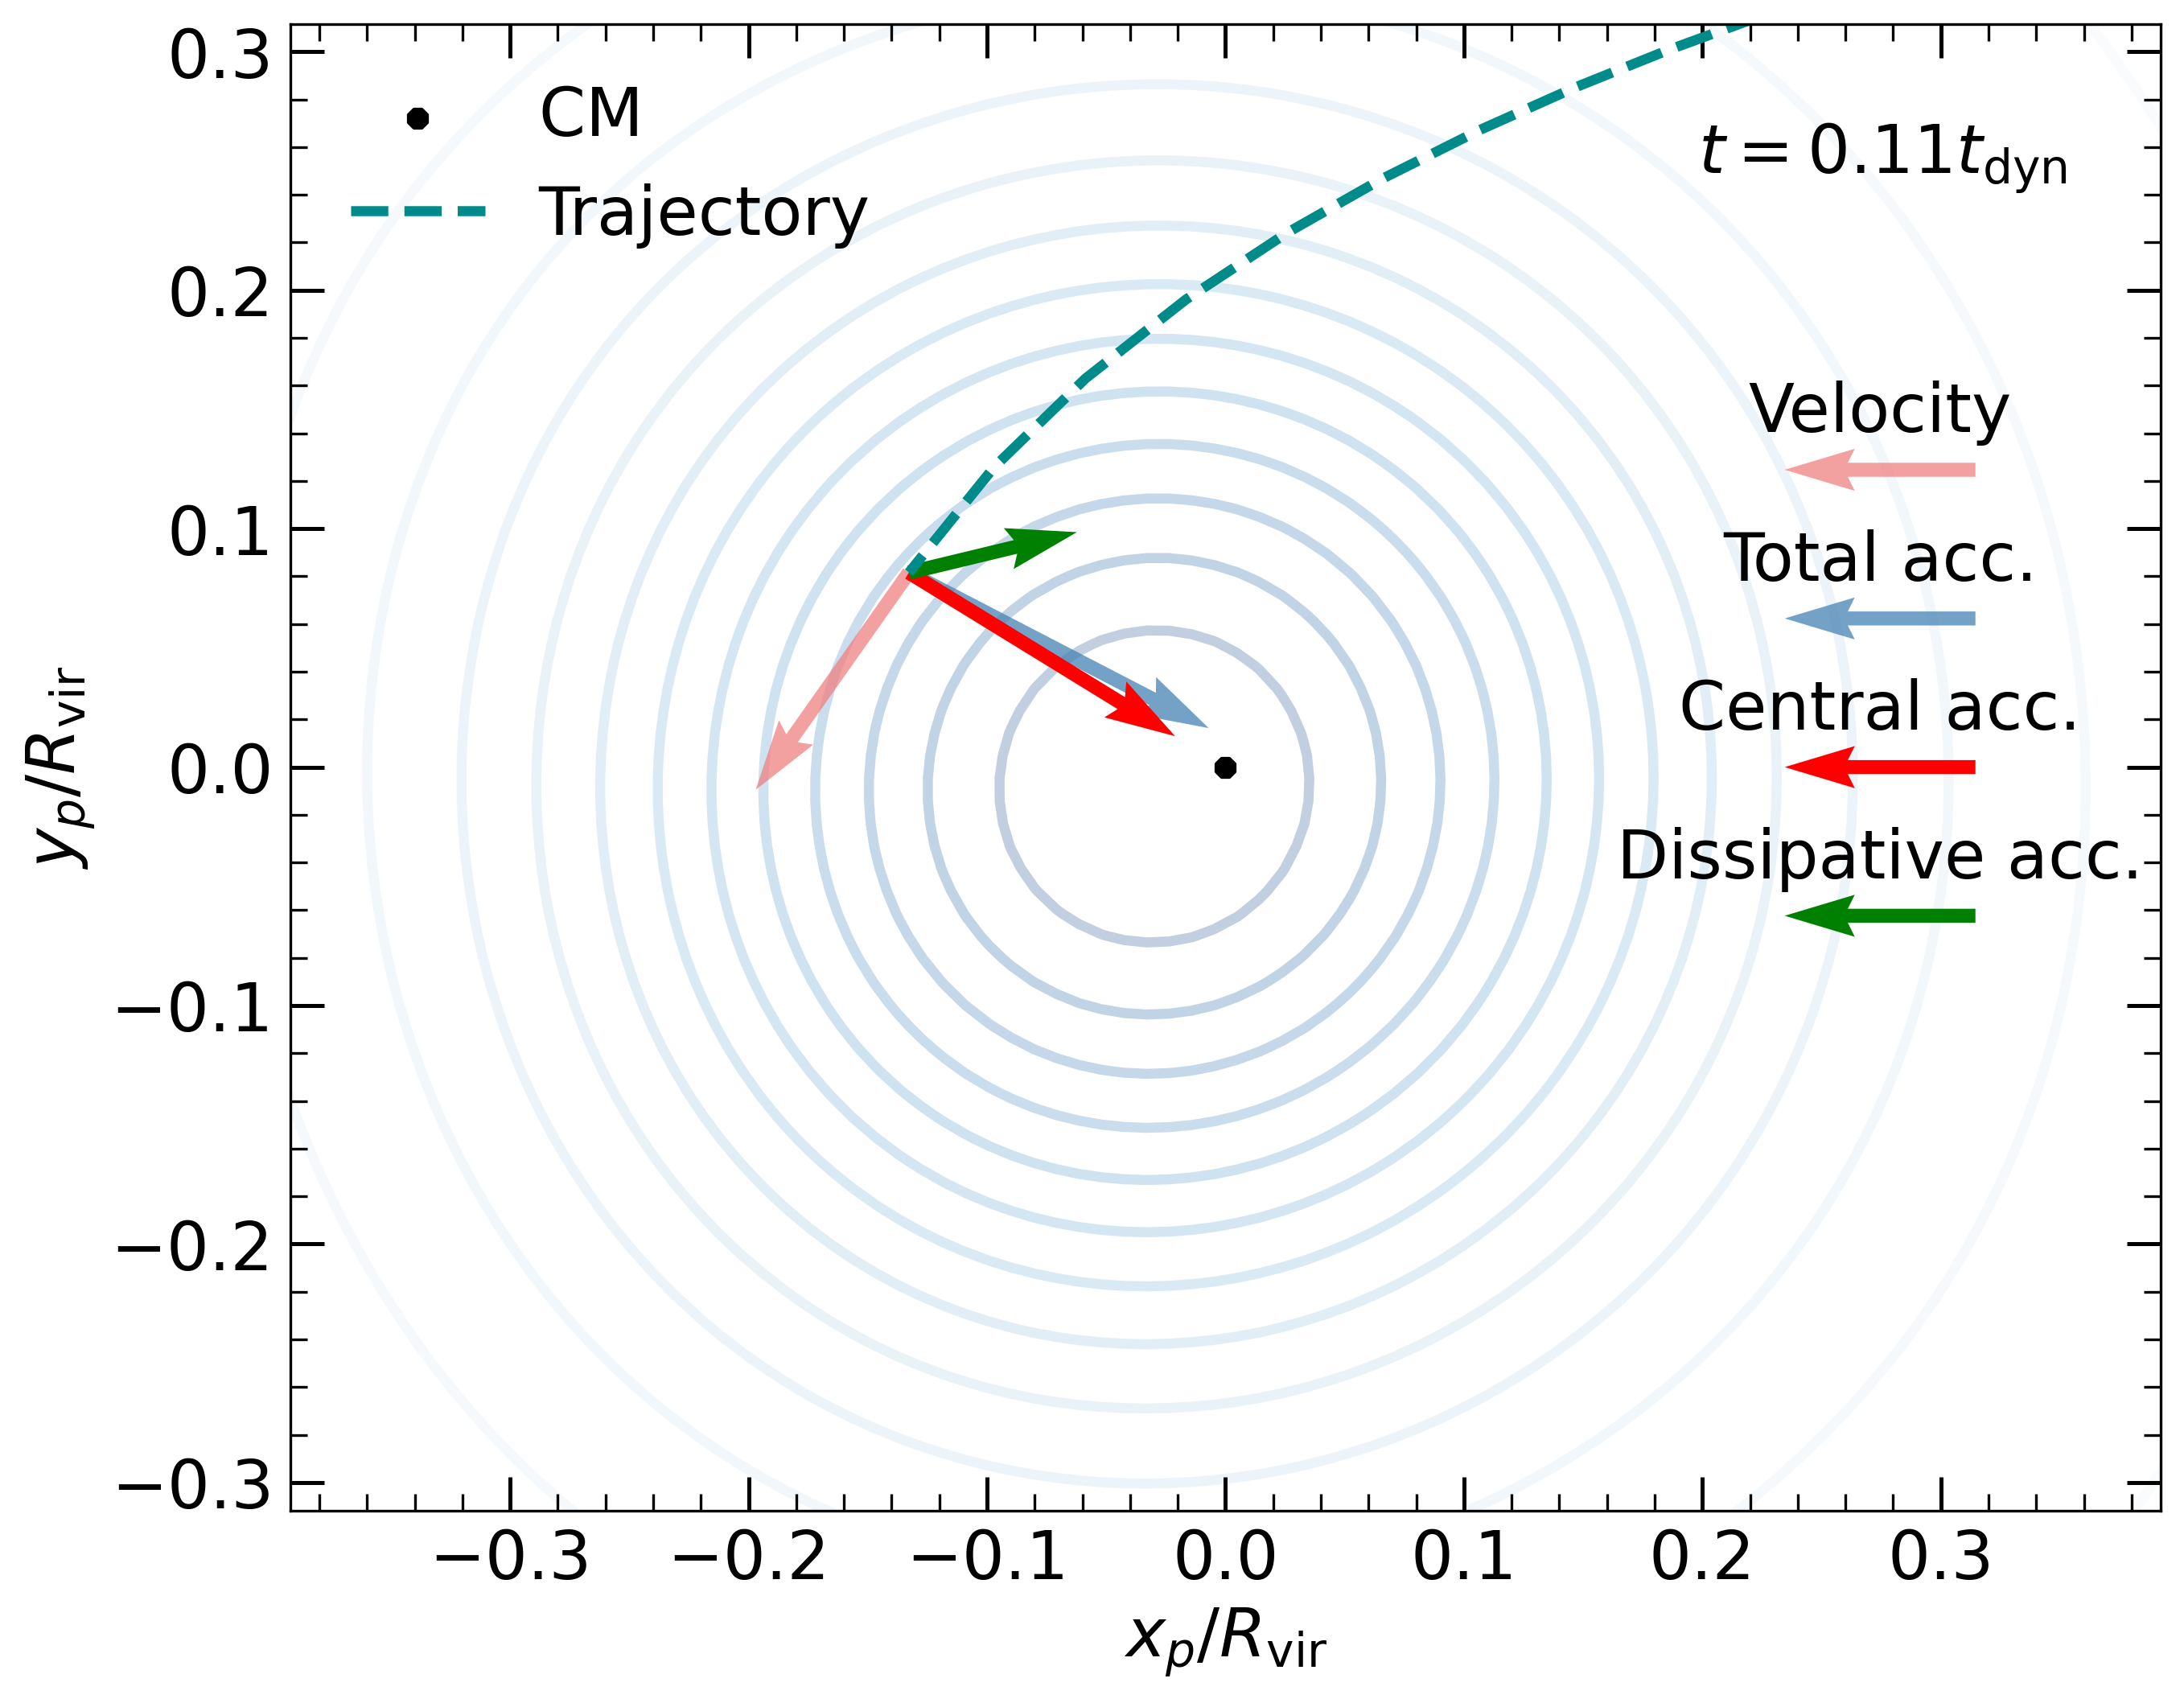 CM
Trajectory
t = 0.11t_dyn
Velocity
Total acc.
Central acc.
Dissipative acc.
0.3
0.2
0.1
0.0
−0.1
−0.2
−0.3
y_p/R_vir
−0.3 −0.2 −0.1 0.0 0.1 0.2 0.3
x_p/R_vir